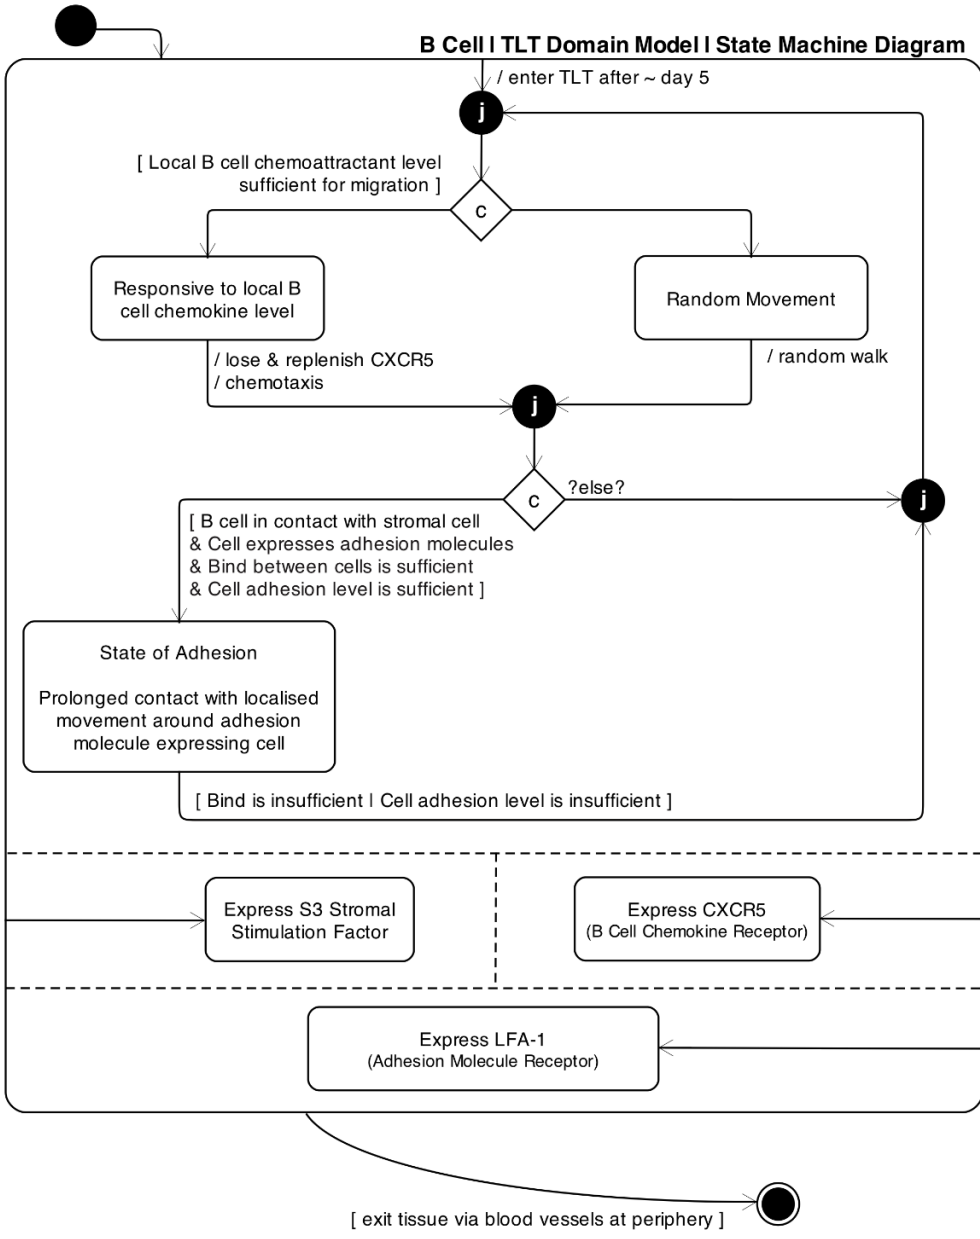 B Cell | TLT Domain Model | State Machine Diagram
/ enter TLT after ~ day 5
j
[ Local B cell chemoattractant level
sufficient for migration ]
c
Responsive to local B
cell chemokine level
Random Movement
/ lose & replenish CXCR5
/ chemotaxis
/ random walk
j
c
?else?
j
[ B cell in contact with stromal cell
& Cell expresses adhesion molecules
& Bind between cells is sufficient
& Cell adhesion level is sufficient ]
State of Adhesion
Prolonged contact with localised
movement around adhesion
molecule expressing cell
[ Bind is insufficient | Cell adhesion level is insufficient ]
Express S3 Stromal
Stimulation Factor
Express CXCR5
(B Cell Chemokine Receptor)
Express LFA-1
(Adhesion Molecule Receptor)
[ exit tissue via blood vessels at periphery ]